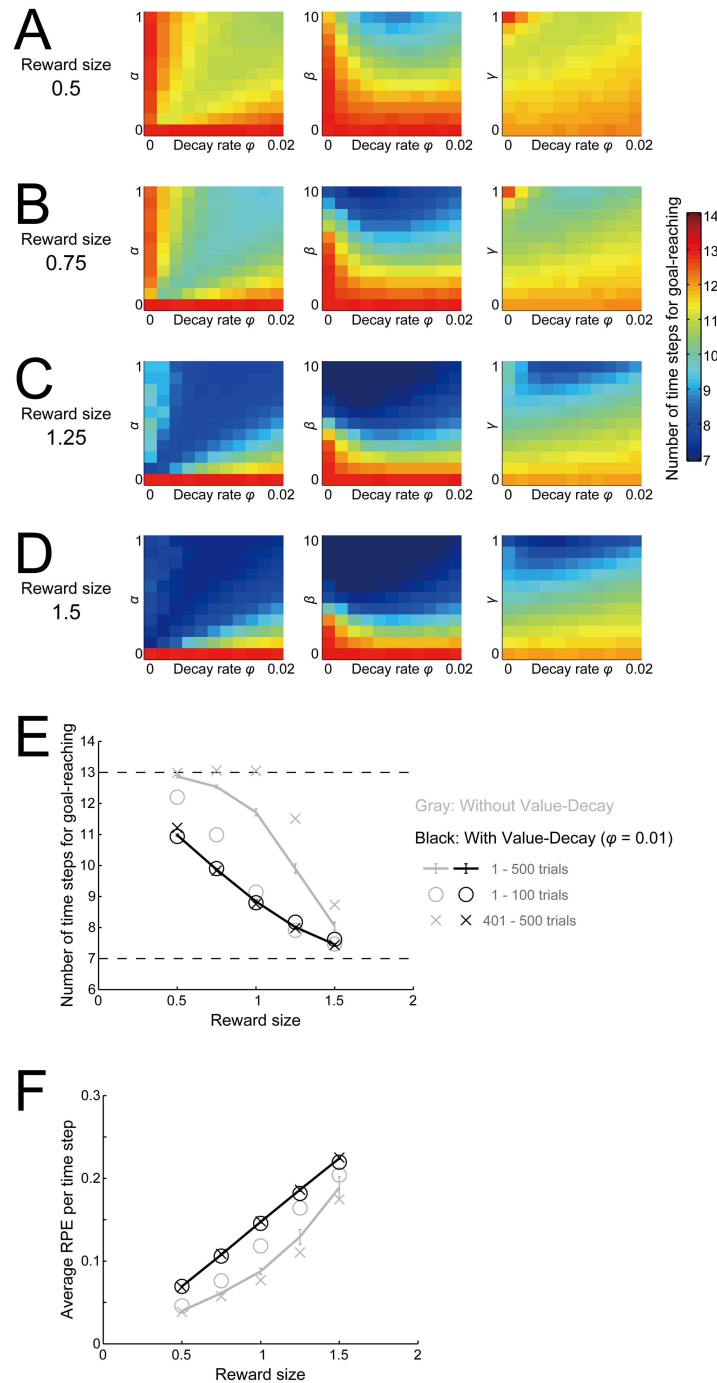 A
Reward size
0.5
1
α
0
0 Decay rate φ 0.02
10
β
0
0 Decay rate φ 0.02
1
γ
0
0 Decay rate φ 0.02
B
Reward size
0.75
1
α
0
0 Decay rate φ 0.02
10
β
0
0 Decay rate φ 0.02
1
γ
0
0 Decay rate φ 0.02
C
Reward size
1.25
1
α
0
0 Decay rate φ 0.02
10
β
0
0 Decay rate φ 0.02
1
γ
0
0 Decay rate φ 0.02
D
Reward size
1.5
1
α
0
0 Decay rate φ 0.02
10
β
0
0 Decay rate φ 0.02
1
γ
0
0 Decay rate φ 0.02
Number of time steps for goal-reaching
14
13
12
11
10
9
8
7
E
Number of time steps for goal-reaching
14
13
12
11
10
9
8
7
6
0 0.5 1 1.5 2
Reward size
Gray: Without Value-Decay
Black: With Value-Decay (φ = 0.01)
1 - 500 trials
1 - 100 trials
401 - 500 trials
F
Average RPE per time step
0.3
0.2
0.1
0
0 0.5 1 1.5 2
Reward size